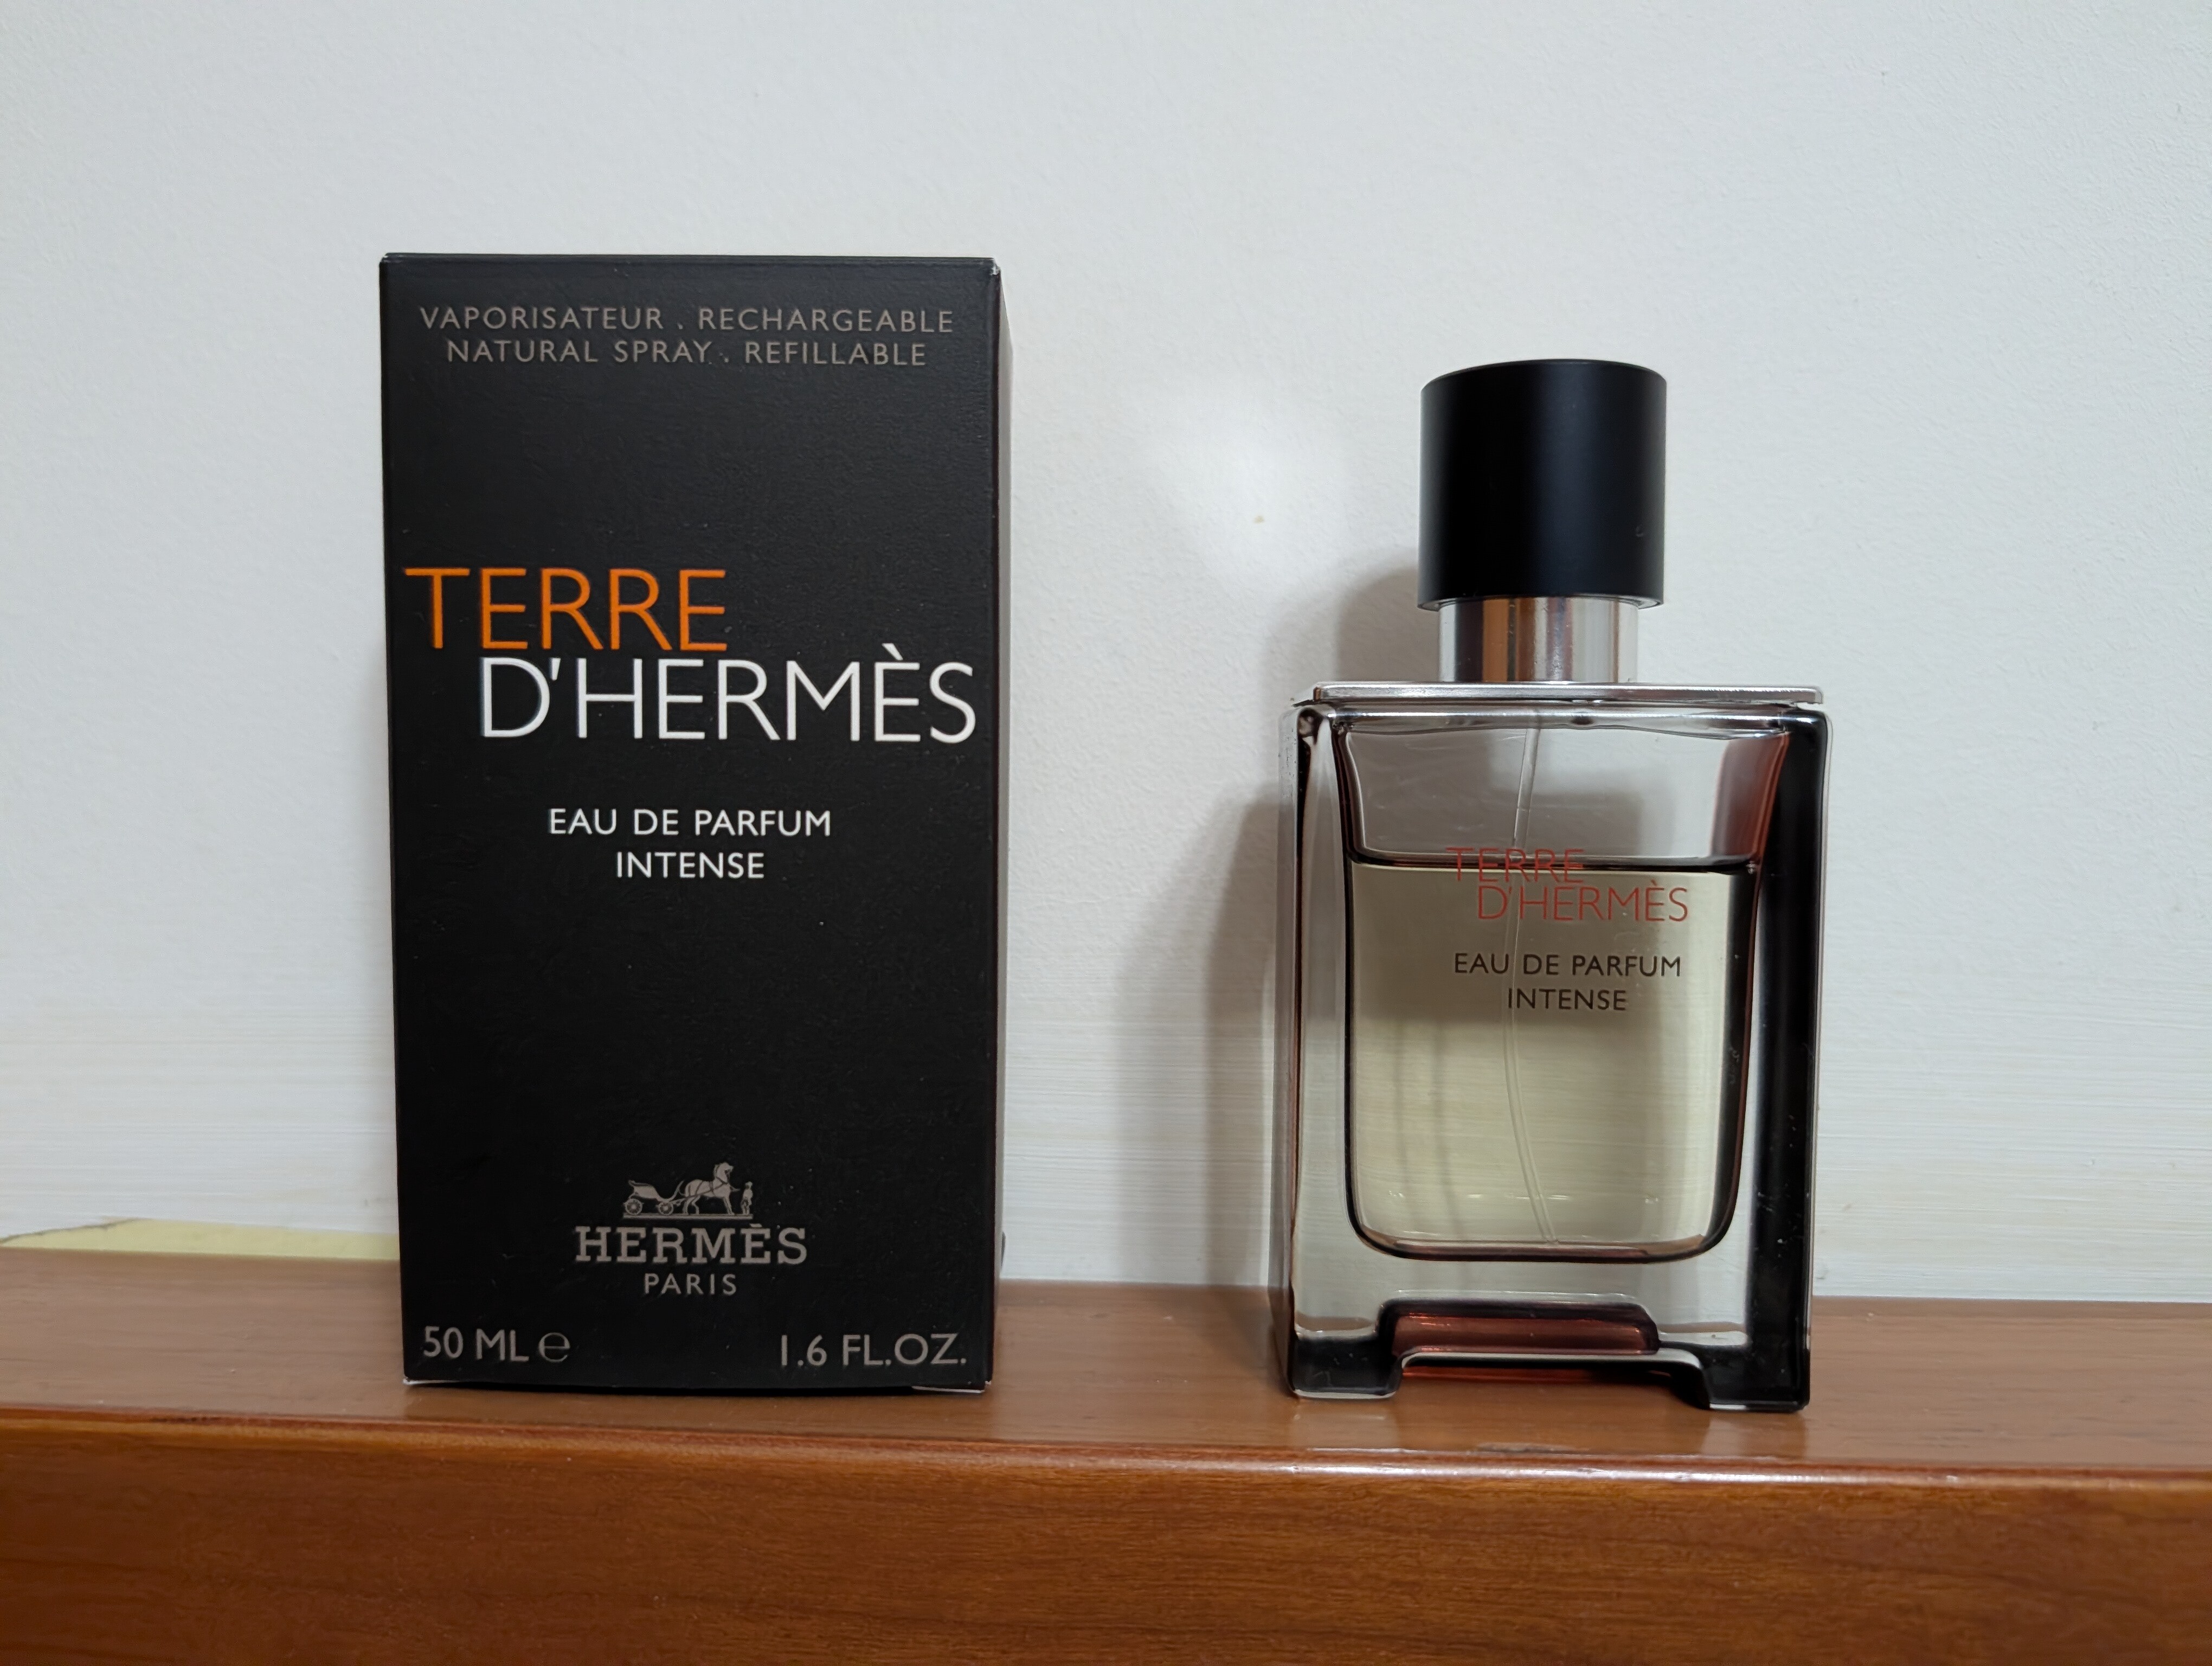 VAPORISATEUR . RECHARGEABLE
NATURAL SPRAY . REFILLABLE
TERRE
D'HERMÈS
EAU DE PARFUM
INTENSE
HERMÈS
PARIS
50 ML ℮
1.6 FL.OZ.
TERRE
D'HERMÈS
EAU DE PARFUM
INTENSE